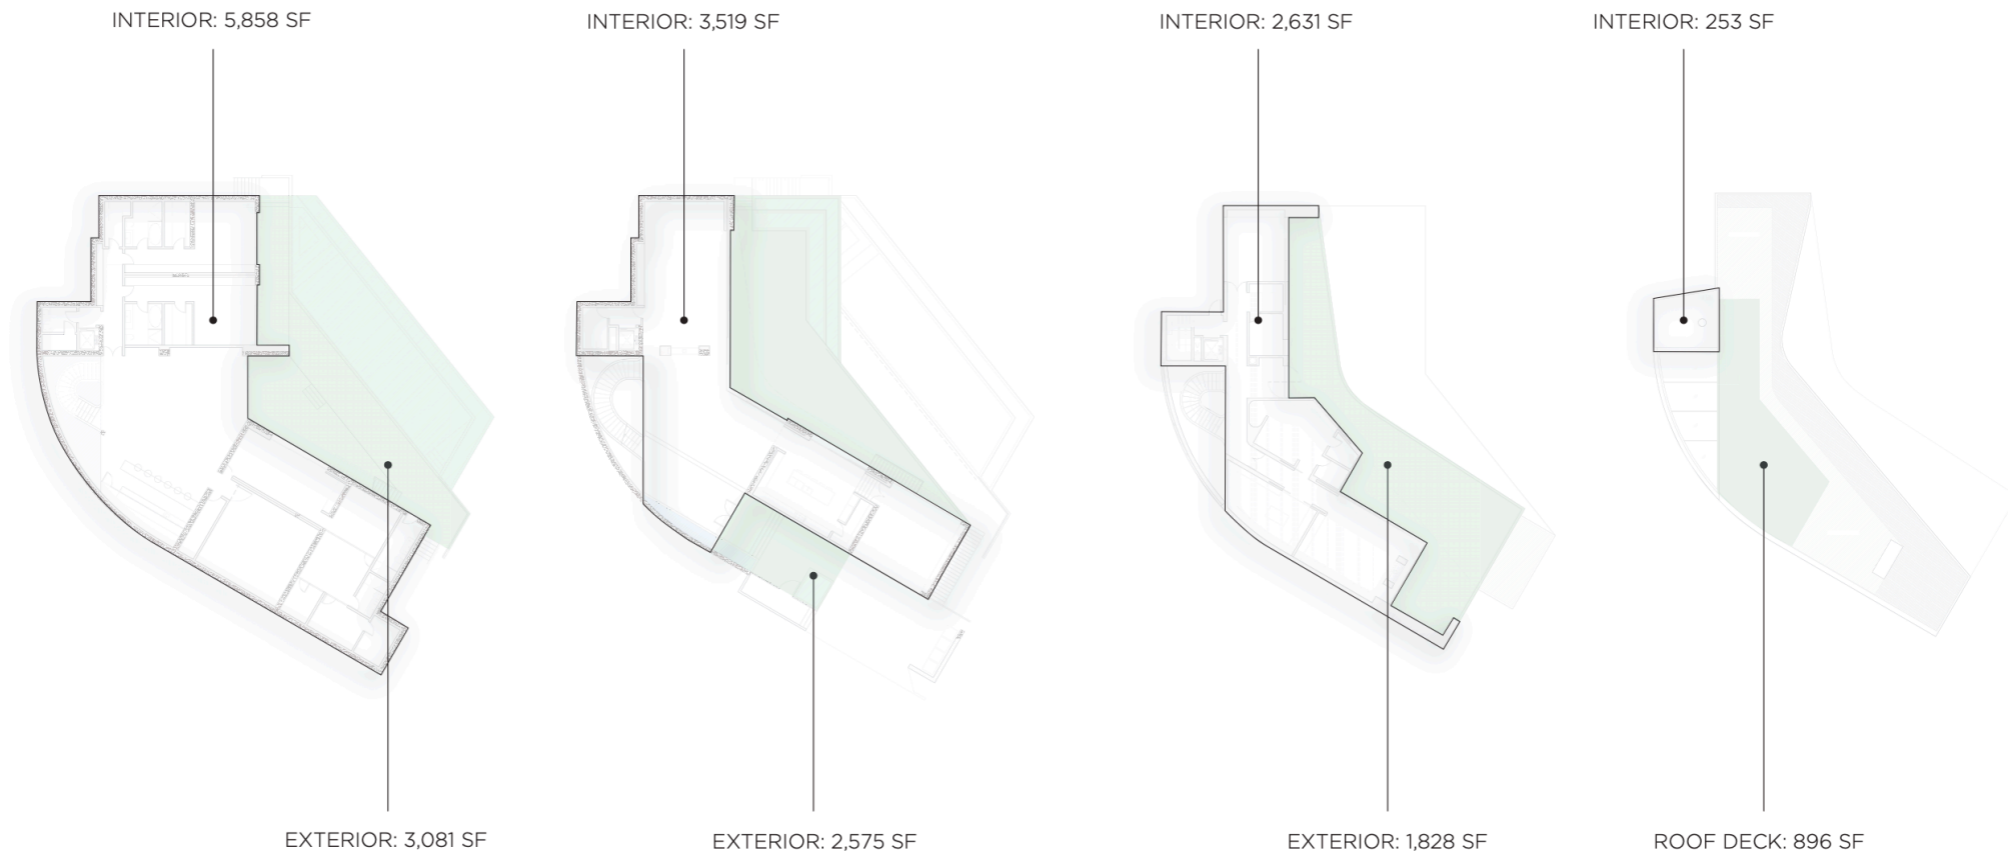 INTERIOR: 5,858 SF
INTERIOR: 3,519 SF
INTERIOR: 2,631 SF
INTERIOR: 253 SF
EXTERIOR: 3,081 SF
EXTERIOR: 2,575 SF
EXTERIOR: 1,828 SF
ROOF DECK: 896 SF